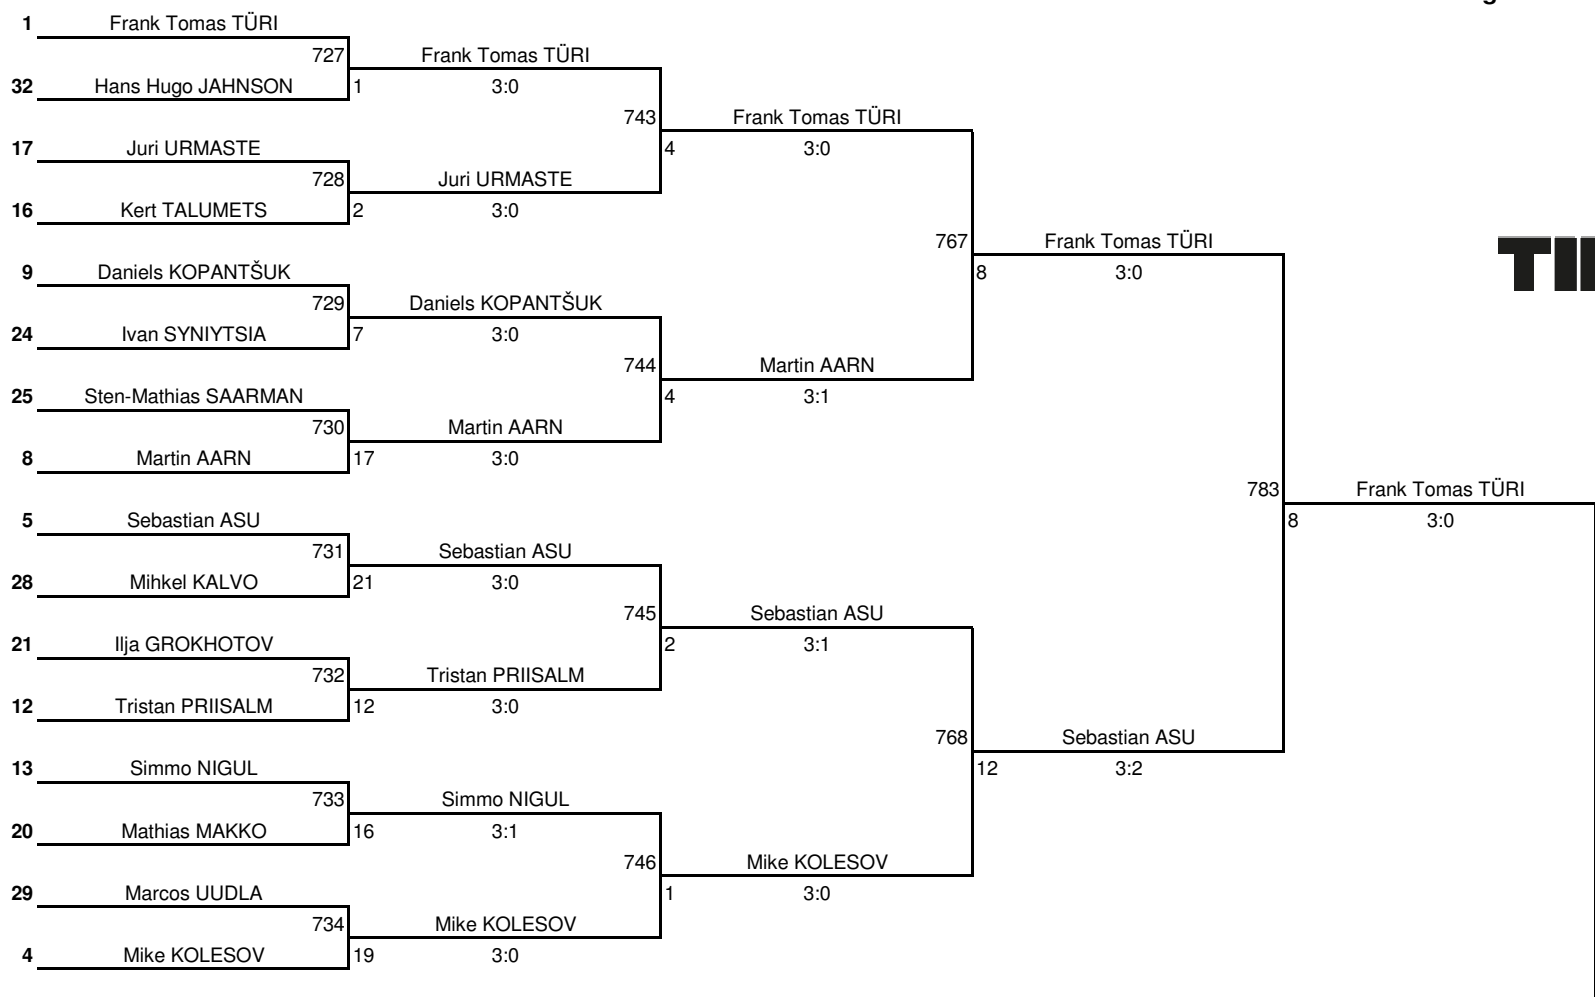 1 Frank Tomas TÜRI
727 Frank Tomas TÜRI
32 Hans Hugo JAHNSON 1 3:0
743 Frank Tomas TÜRI
17 Juri URMASTE 4 3:0
728 Juri URMASTE
16 Kert TALUMETS 2 3:0
767 Frank Tomas TÜRI
9 Daniels KOPANTŠUK 8 3:0
729 Daniels KOPANTŠUK
24 Ivan SYNIYTSIA 7 3:0
744 Martin AARN
25 Sten-Mathias SAARMAN 4 3:1
730 Martin AARN
8 Martin AARN 17 3:0
783 Frank Tomas TÜRI
5 Sebastian ASU 8 3:0
731 Sebastian ASU
28 Mihkel KALVO 21 3:0
745 Sebastian ASU
21 Ilja GROKHOTOV 2 3:1
732 Tristan PRIISALM
12 Tristan PRIISALM 12 3:0
768 Sebastian ASU
13 Simmo NIGUL 12 3:2
733 Simmo NIGUL
20 Mathias MAKKO 16 3:1
746 Mike KOLESOV
29 Marcos UUDLA 1 3:0
734 Mike KOLESOV
4 Mike KOLESOV 19 3:0